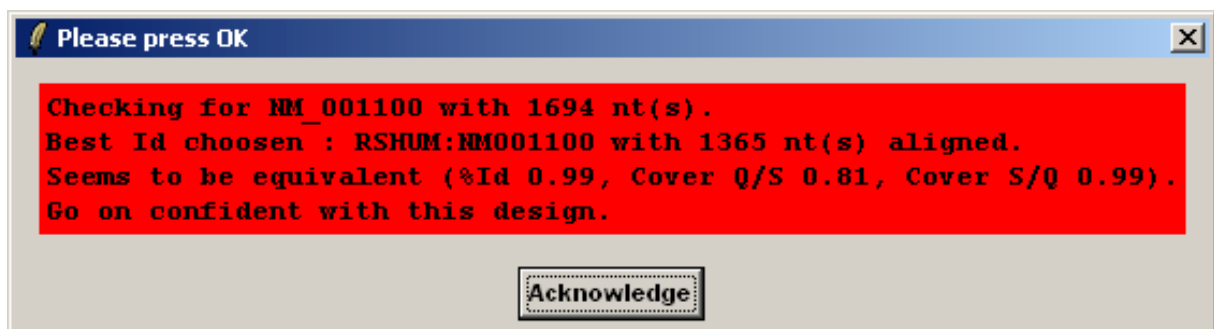 Please press OK
Checking for NM_001100 with 1694 nt(s).
Best Id choosen : RSHUM:NM001100 with 1365 nt(s) aligned.
Seems to be equivalent (%Id 0.99, Cover Q/S 0.81, Cover S/Q 0.99).
Go on confident with this design.
Acknowledge